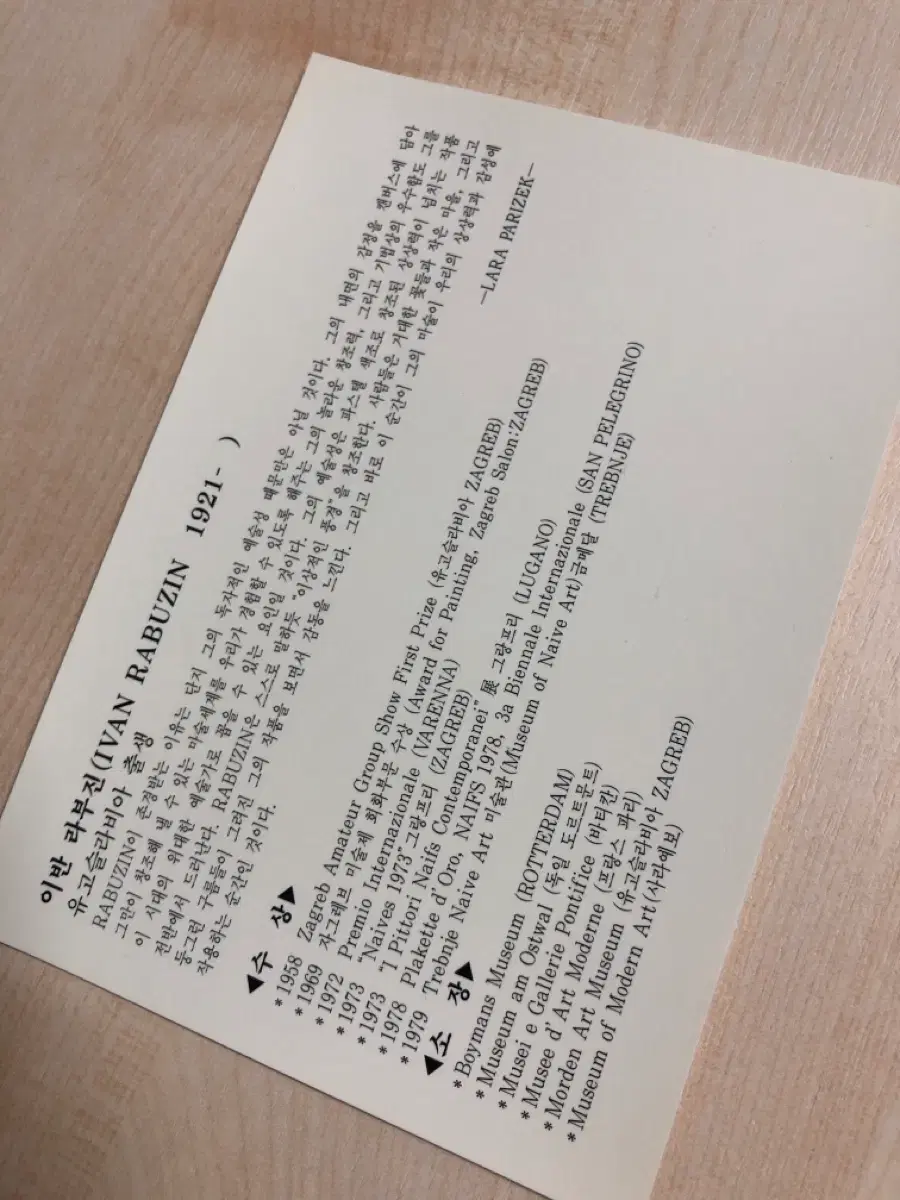 이반 라부진(IVAN RABUZIN 1921- )
유고슬라비아 출생
RABUZIN이 존경받는 이유는 단지 그의 독자적인 예술성 때문만은 아닐 것이다. 그의 내면의 감정을 캔버스에 담아
그만이 창조해 낼 수 있는 마술세계를 우리가 경험할 수 있도록 해주는 그의 놀라운 창조력, 그리고 기법상의 우수함도 그를
이 시대의 위대한 예술가로 꼽을 수 있는 요인일 것이다. 그의 예술성은 파스텔 색조로 창조된 상상력이 넘치는 작품
전반에서 드러난다. RABUZIN은 스스로 말하듯 "이상적인 풍경"을 창조한다. 사람들은 거대한 꽃들과 작은 마을, 그리고
둥그런 구름들이 그려진 그의 작품을 보면서 감동을 느낀다. 그리고 바로 이 순간이 그의 마술이 우리의 상상력과 감성에
작용하는 순간인 것이다.
—LARA PARIZEK—
◀수 상▶
*1958 Zagreb Amateur Group Show First Prize (유고슬라비아 ZAGREB)
*1969 자그레브 미술제 회화부문 수상 (Award for Painting, Zagreb Salon:ZAGREB)
*1972 Premio Internazionale (VARENNA)
*1973 "Naives 1973"그랑프리 (ZAGREB)
*1973 "I Pittori Naifs Contemporanei" 展 그랑프리 (LUGANO)
*1978 Plakette d'Oro, NAIFS 1978, 3a Biennale Internazionale (SAN PELEGRINO)
*1979 Trebnje Naive Art 미술관(Museum of Naive Art)금메달 (TREBNJE)
◀소 장▶
*Boymans Museum (ROTTERDAM)
*Museum am Ostwal (독일 도르트문트)
*Musei e Gallerie Pontifice (바티칸)
*Musee d'Art Moderne (프랑스 파리)
*Morden Art Museum (유고슬라비아 ZAGREB)
*Museum of Modern Art(사라예보)